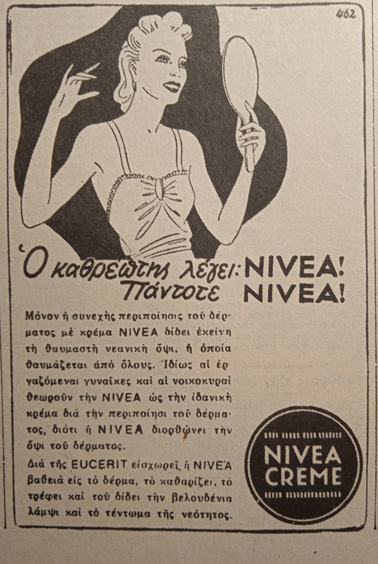 462
Ὁ καθρεώτης λέγει: NIVEA!
Πάντοτε NIVEA!
Μόνον ἡ συνεχὴς περιποίησις τοῦ δέρ-
ματος μὲ κρέμα NIVEA δίδει ἐκείνη
τὴ θαυμαστὴ νεανικὴ ὄψι, ἡ ὁποία
θαυμάζεται ἀπὸ ὅλους. Ἰδίως αἱ ἐρ-
γαζόμεναι γυναῖκες καὶ αἱ νοικοκυραὶ
θεωροῦν τὴν NIVEA ὡς τὴν ἰδανικὴ
κρέμα διὰ τὴν περιποίησι τοῦ δέρμα-
τος, διότι ἡ NIVEA διορθώνει τὴν
ὄψι τοῦ δέρματος.
Διὰ τῆς EUCERIT εἰσχωρεῖ ἡ NIVEA
βαθειὰ εἰς τὸ δέρμα, τὸ καθαρίζει, τὸ
τρέφει καὶ τοῦ δίδει τὴν βελουδένια
λάμψι καὶ τὸ τέντωμα τῆς νεότητος.
NIVEA
CREME